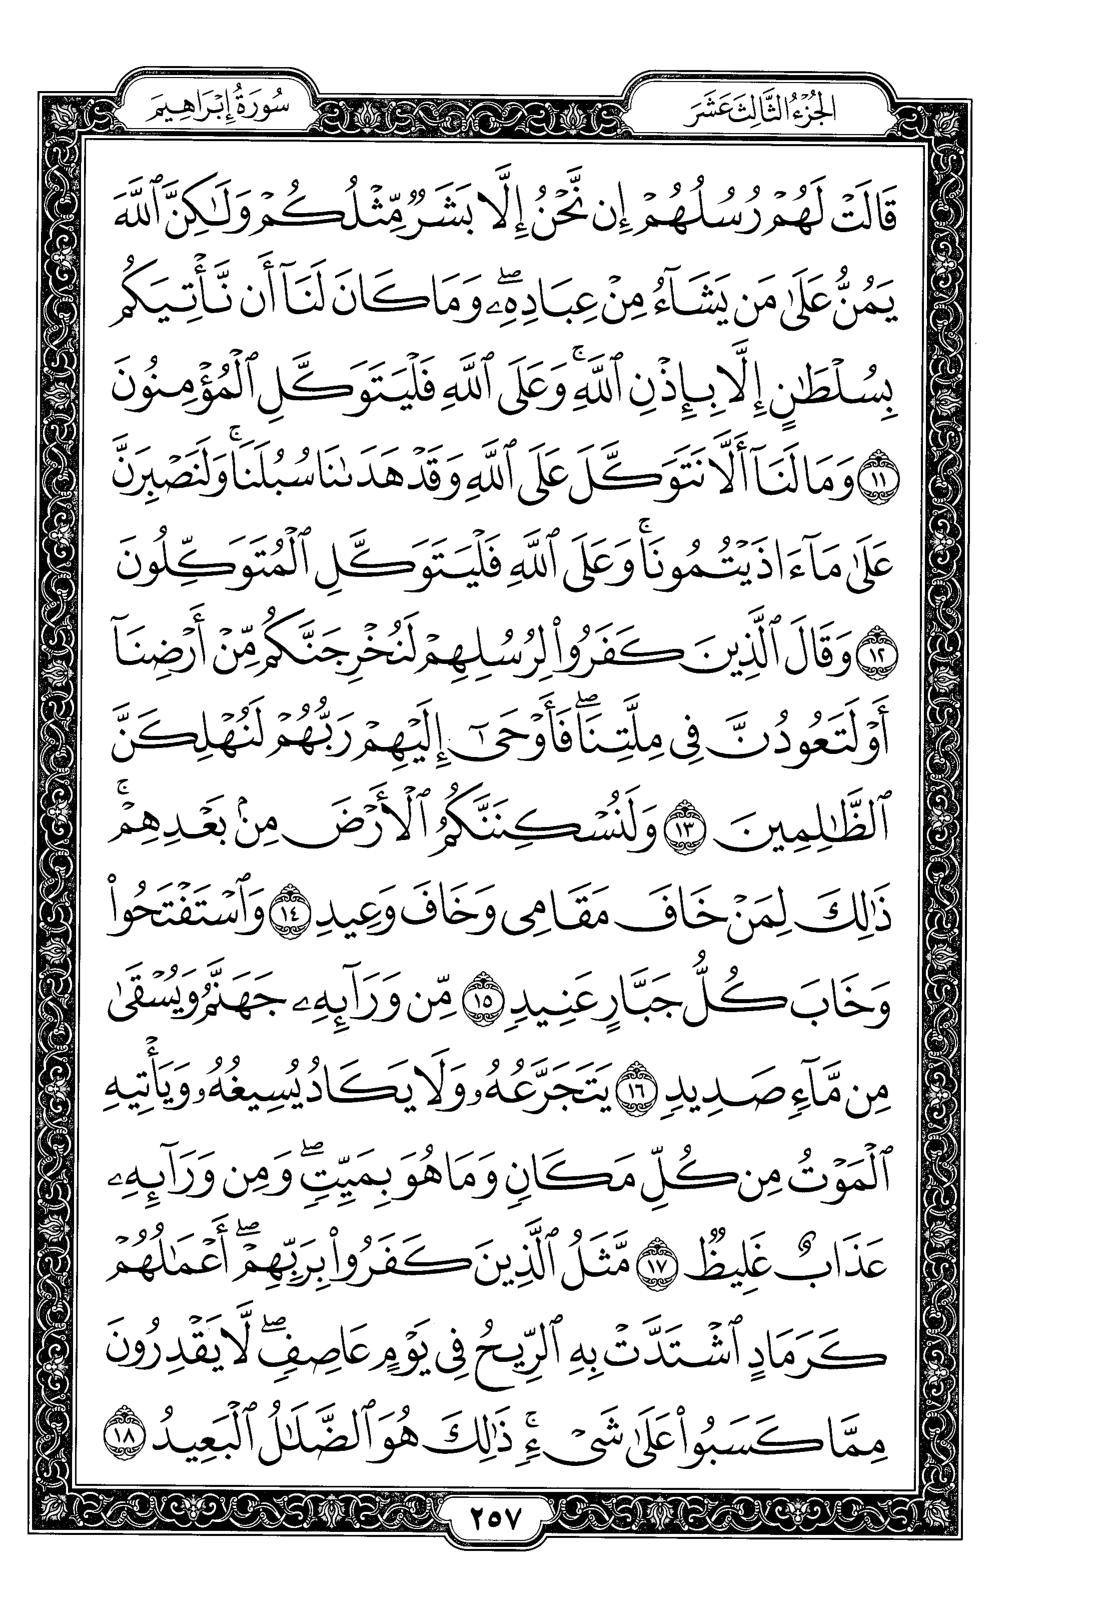 الجُزْءُ الثَّالِثَ عَشَرَ
سُورَةُ إِبْرَاهِيمَ
قَالَتْ لَهُمْ رُسُلُهُمْ إِن نَّحْنُ إِلَّا بَشَرٌ مِّثْلُكُمْ وَلَٰكِنَّ ٱللَّهَ
يَمُنُّ عَلَىٰ مَن يَشَآءُ مِنْ عِبَادِهِۦۖ وَمَا كَانَ لَنَآ أَن نَّأْتِيَكُم
بِسُلْطَٰنٍ إِلَّا بِإِذْنِ ٱللَّهِۚ وَعَلَى ٱللَّهِ فَلْيَتَوَكَّلِ ٱلْمُؤْمِنُونَ
١١ وَمَا لَنَآ أَلَّا نَتَوَكَّلَ عَلَى ٱللَّهِ وَقَدْ هَدَىٰنَا سُبُلَنَاۚ وَلَنَصْبِرَنَّ
عَلَىٰ مَآ ءَاذَيْتُمُونَاۚ وَعَلَى ٱللَّهِ فَلْيَتَوَكَّلِ ٱلْمُتَوَكِّلُونَ
١٢ وَقَالَ ٱلَّذِينَ كَفَرُوا۟ لِرُسُلِهِمْ لَنُخْرِجَنَّكُم مِّنْ أَرْضِنَآ
أَوْ لَتَعُودُنَّ فِى مِلَّتِنَاۖ فَأَوْحَىٰٓ إِلَيْهِمْ رَبُّهُمْ لَنُهْلِكَنَّ
ٱلظَّٰلِمِينَ ١٣ وَلَنُسْكِنَنَّكُمُ ٱلْأَرْضَ مِنۢ بَعْدِهِمْۚ
ذَٰلِكَ لِمَنْ خَافَ مَقَامِى وَخَافَ وَعِيدِ ١٤ وَٱسْتَفْتَحُوا۟
وَخَابَ كُلُّ جَبَّارٍ عَنِيدٍ ١٥ مِّن وَرَآئِهِۦ جَهَنَّمُ وَيُسْقَىٰ
مِن مَّآءٍ صَدِيدٍ ١٦ يَتَجَرَّعُهُۥ وَلَا يَكَادُ يُسِيغُهُۥ وَيَأْتِيهِ
ٱلْمَوْتُ مِن كُلِّ مَكَانٍ وَمَا هُوَ بِمَيِّتٍۖ وَمِن وَرَآئِهِۦ
عَذَابٌ غَلِيظٌ ١٧ مَّثَلُ ٱلَّذِينَ كَفَرُوا۟ بِرَبِّهِمْۖ أَعْمَٰلُهُمْ
كَرَمَادٍ ٱشْتَدَّتْ بِهِ ٱلرِّيحُ فِى يَوْمٍ عَاصِفٍۖ لَّا يَقْدِرُونَ
مِمَّا كَسَبُوا۟ عَلَىٰ شَىْءٍۚ ذَٰلِكَ هُوَ ٱلضَّلَٰلُ ٱلْبَعِيدُ ١٨
٢٥٧